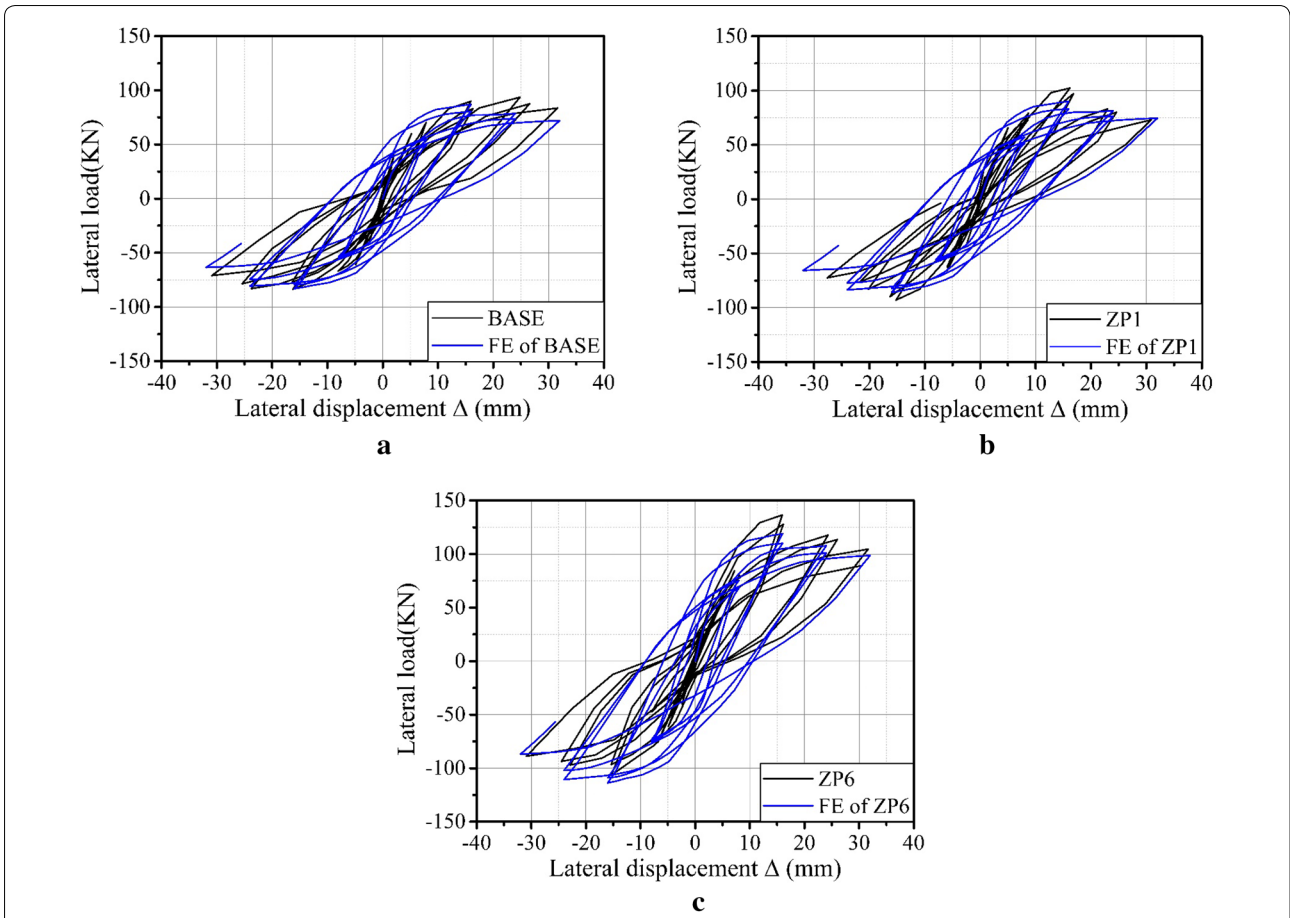 150
100
50
0
-50
-100
-150
-40 -30 -20 -10 0 10 20 30 40
Lateral load(KN)
Lateral displacement Δ (mm)
BASE
FE of BASE
a
150
100
50
0
-50
-100
-150
-40 -30 -20 -10 0 10 20 30 40
Lateral load(KN)
Lateral displacement Δ (mm)
ZP1
FE of ZP1
b
150
100
50
0
-50
-100
-150
-40 -30 -20 -10 0 10 20 30 40
Lateral load(KN)
Lateral displacement Δ (mm)
ZP6
FE of ZP6
c